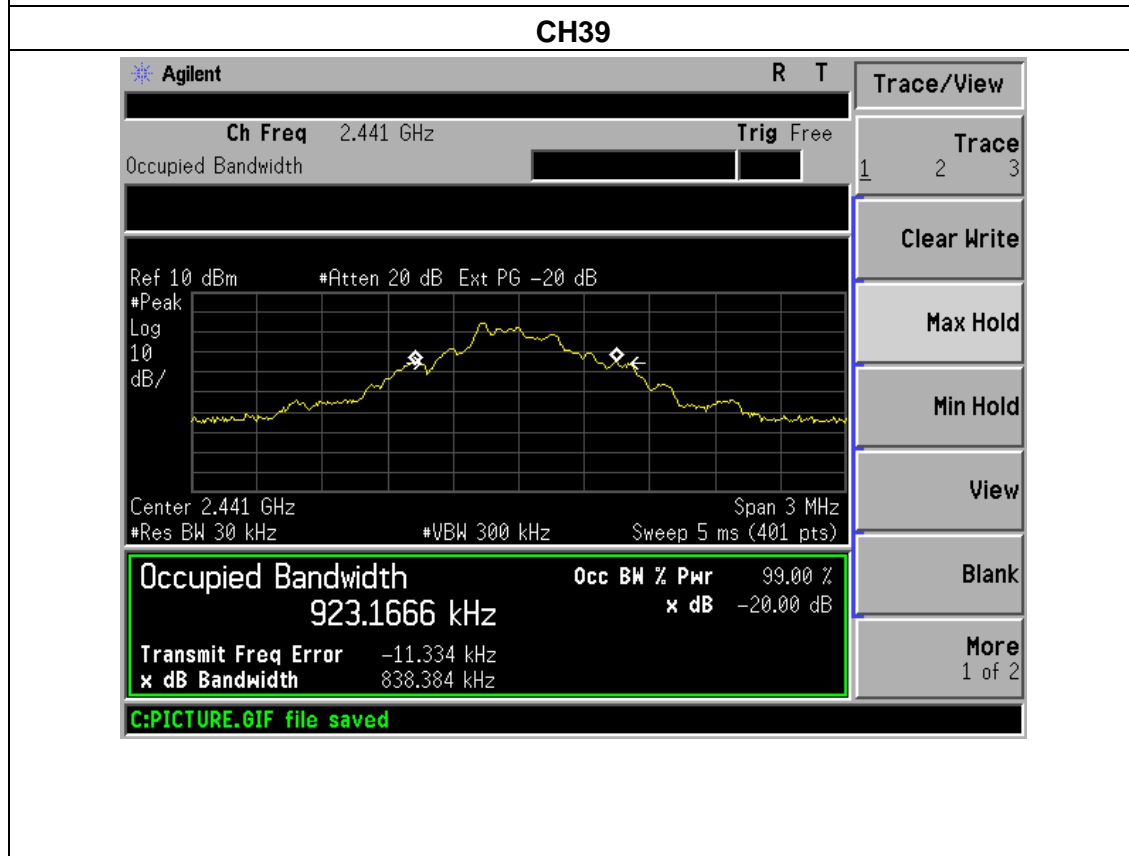 CH39
Agilent R T
Trace/View
Ch Freq 2.441 GHz Trig Free
Occupied Bandwidth
Trace
1 2 3
Clear Write
Ref 10 dBm #Atten 20 dB Ext PG −20 dB
#Peak
Log
10
dB/
Max Hold
Min Hold
View
Center 2.441 GHz Span 3 MHz
#Res BW 30 kHz #VBW 300 kHz Sweep 5 ms (401 pts)
Occupied Bandwidth Occ BW % Pwr 99.00 %
923.1666 kHz x dB −20.00 dB
Blank
Transmit Freq Error −11.334 kHz
x dB Bandwidth 838.384 kHz
More
1 of 2
C:PICTURE.GIF file saved